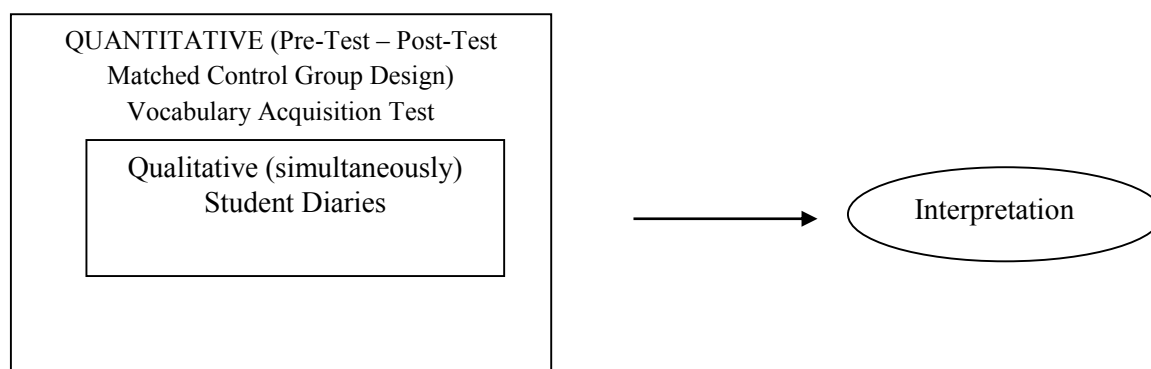 QUANTITATIVE (Pre-Test – Post-Test
Matched Control Group Design)
Vocabulary Acquisition Test
Qualitative (simultaneously)
Student Diaries
Interpretation